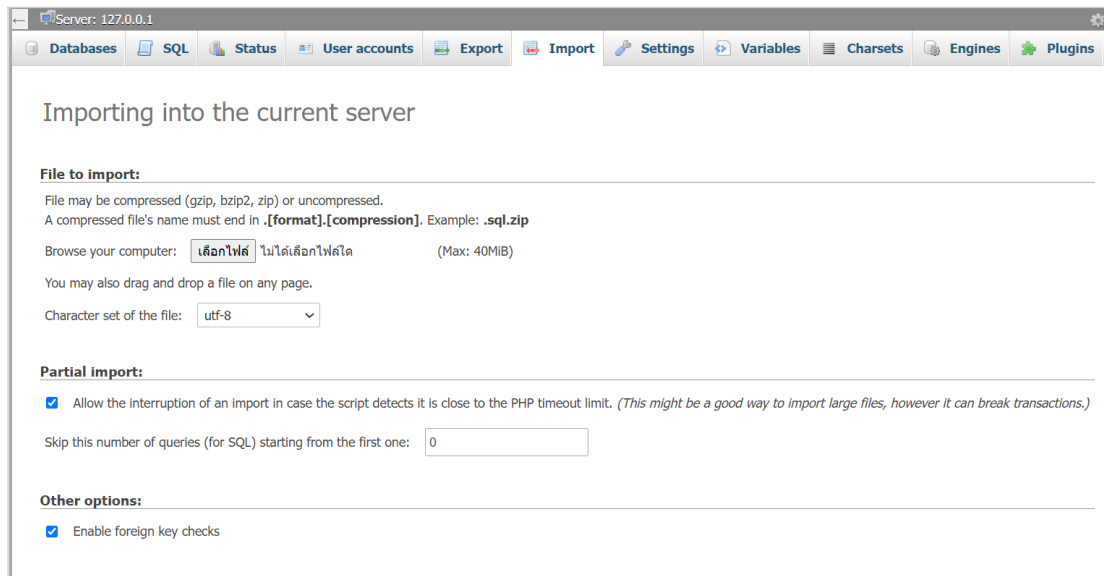 Server: 127.0.0.1
Databases SQL Status User accounts Export Import Settings Variables Charsets Engines Plugins
Importing into the current server
File to import:
File may be compressed (gzip, bzip2, zip) or uncompressed.
A compressed file's name must end in .[format].[compression]. Example: .sql.zip
Browse your computer: เลือกไฟล์ ไม่ได้เลือกไฟล์ใด (Max: 40MiB)
You may also drag and drop a file on any page.
Character set of the file: utf-8
Partial import:
Allow the interruption of an import in case the script detects it is close to the PHP timeout limit. (This might be a good way to import large files, however it can break transactions.)
Skip this number of queries (for SQL) starting from the first one: 0
Other options:
Enable foreign key checks